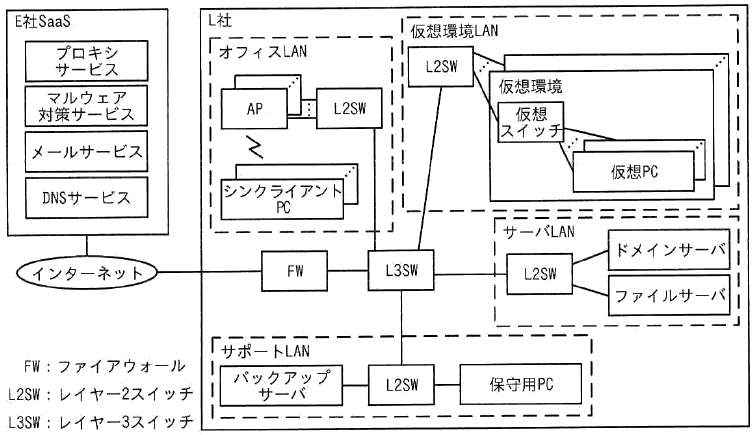 E社SaaS
プロキシ
サービス
マルウェア
対策サービス
メールサービス
DNSサービス
インターネット
L社
オフィスLAN
AP
L2SW
シンクライアント
PC
仮想環境LAN
L2SW
仮想環境
仮想
スイッチ
仮想PC
サーバLAN
L2SW
ドメインサーバ
ファイルサーバ
FW
L3SW
サポートLAN
バックアップ
サーバ
L2SW
保守用PC
FW：ファイアウォール
L2SW：レイヤー2スイッチ
L3SW：レイヤー3スイッチ